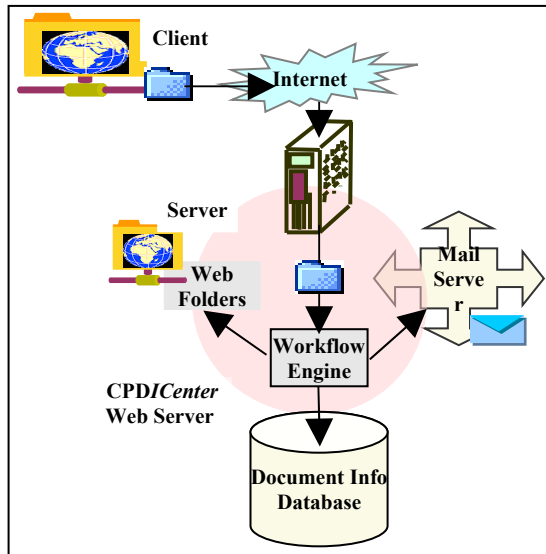 Client
Internet
Server
Web
Folders
Mail
Serve
r
Workflow
Engine
CPDICenter
Web Server
Document Info
Database